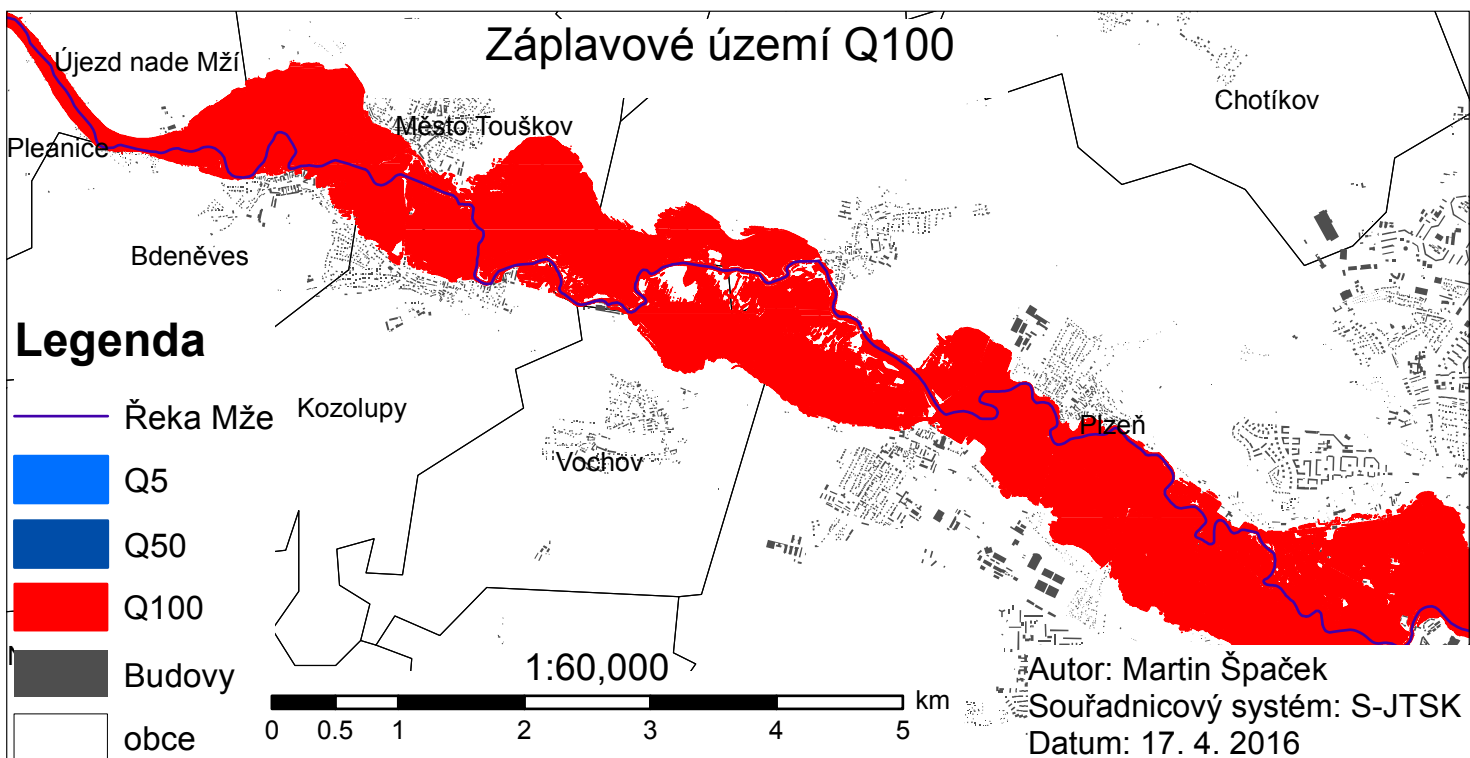 Záplavové území Q100
Újezd nade Mží
Chotíkov
Město Touškov
Pleanice
Bdeněves
Legenda
Řeka Mže
Kozolupy
Plzeň
Vochov
Q5
Q50
Q100
Budovy
obce
1:60,000
km
0 0.5 1 2 3 4 5
Autor: Martin Špaček
Souřadnicový systém: S-JTSK
Datum: 17. 4. 2016